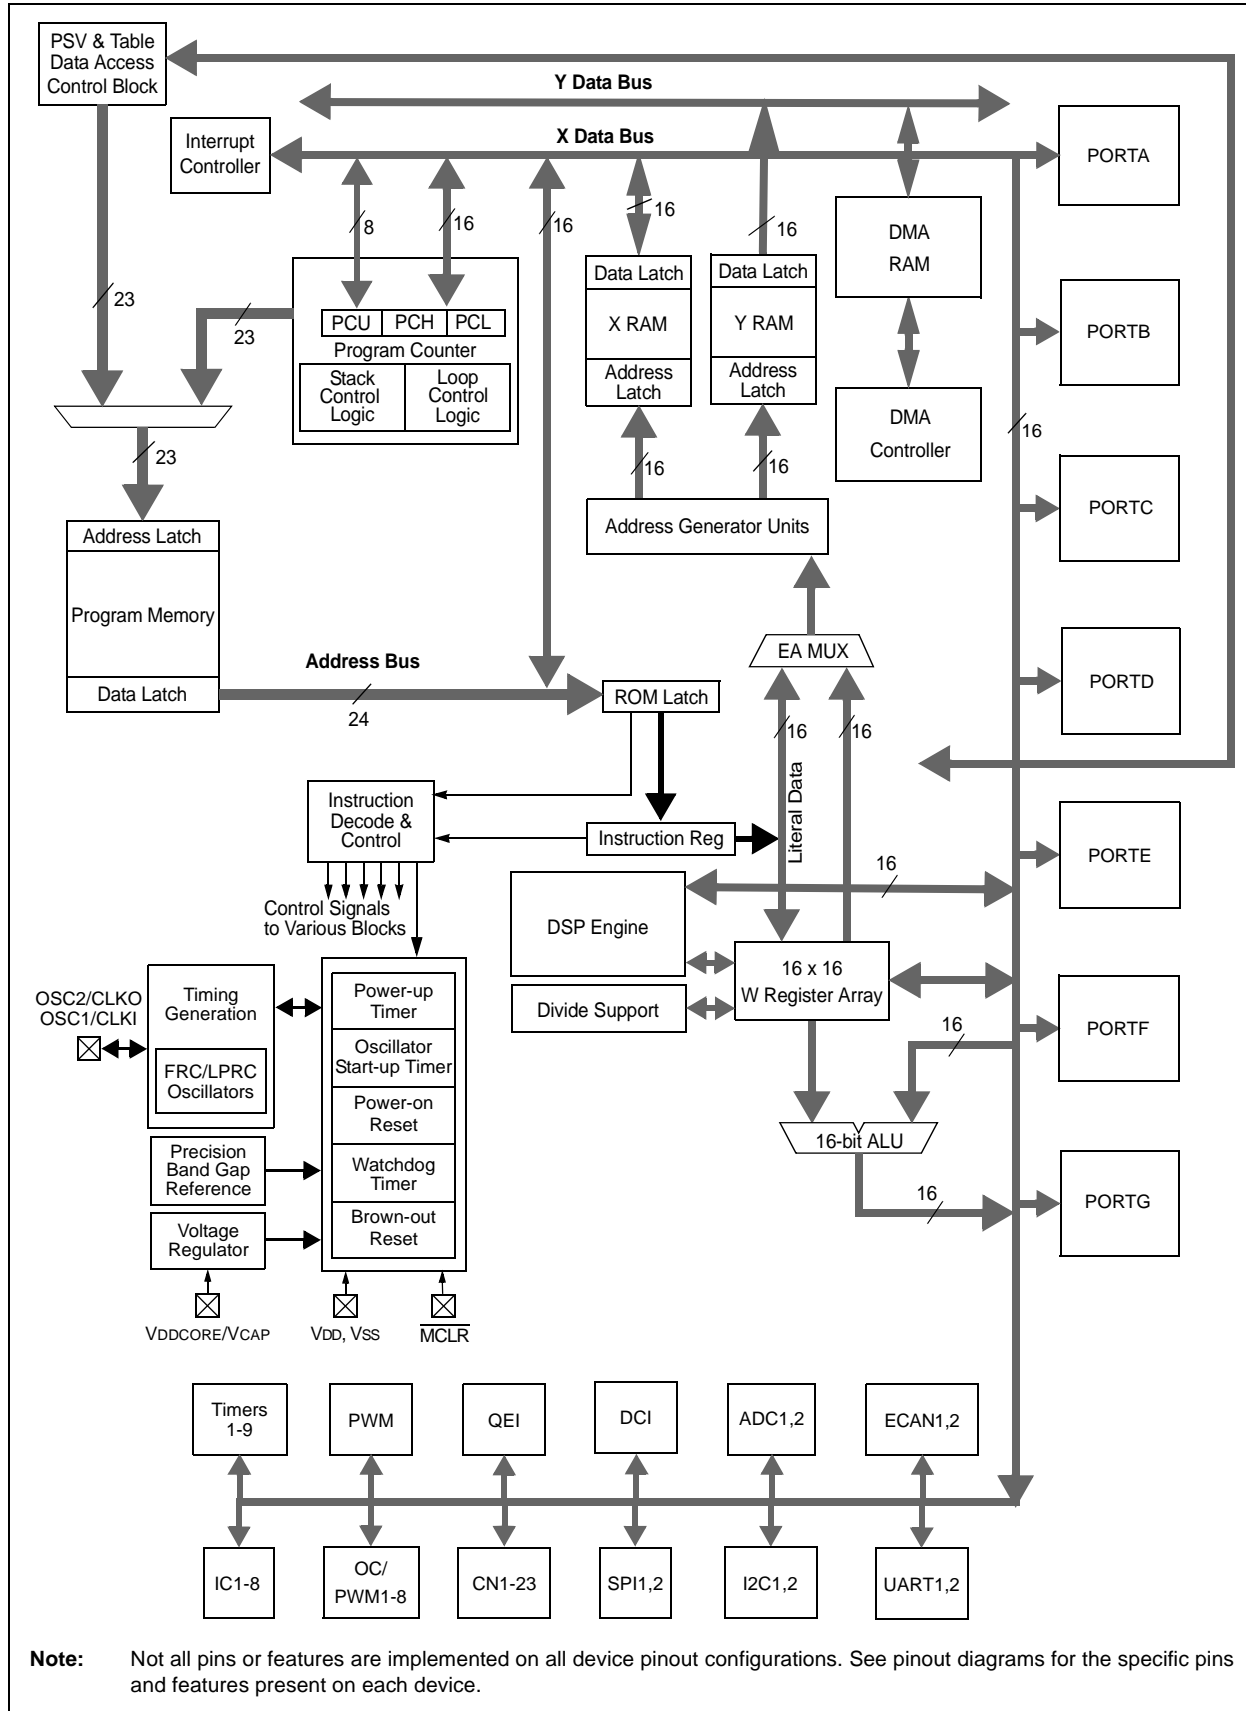 PSV & Table
Data Access
Control Block
Y Data Bus
Interrupt
Controller
X Data Bus
PORTA
8
16
16
16
16
DMA
RAM
23
23
Data Latch
Data Latch
PCU
PCH
PCL
X RAM
Y RAM
PORTB
Program Counter
Stack
Control
Logic
Loop
Control
Logic
Address
Latch
Address
Latch
DMA
Controller
16
23
16
16
PORTC
Address Generator Units
Address Latch
Program Memory
Data Latch
Address Bus
24
EA MUX
ROM Latch
PORTD
16
16
Literal Data
Instruction
Decode &
Control
Instruction Reg
PORTE
Control Signals
to Various Blocks
DSP Engine
16
16 x 16
W Register Array
Divide Support
OSC2/CLKO
OSC1/CLKI
Timing
Generation
FRC/LPRC
Oscillators
Power-up
Timer
Oscillator
Start-up Timer
Power-on
Reset
Watchdog
Timer
Brown-out
Reset
16
PORTF
16-bit ALU
Precision
Band Gap
Reference
16
PORTG
Voltage
Regulator
VDDCORE/VCAP
VDD, VSS
MCLR
Timers
1-9
PWM
QEI
DCI
ADC1,2
ECAN1,2
IC1-8
OC/
PWM1-8
CN1-23
SPI1,2
I2C1,2
UART1,2
Note: Not all pins or features are implemented on all device pinout configurations. See pinout diagrams for the specific pins
and features present on each device.